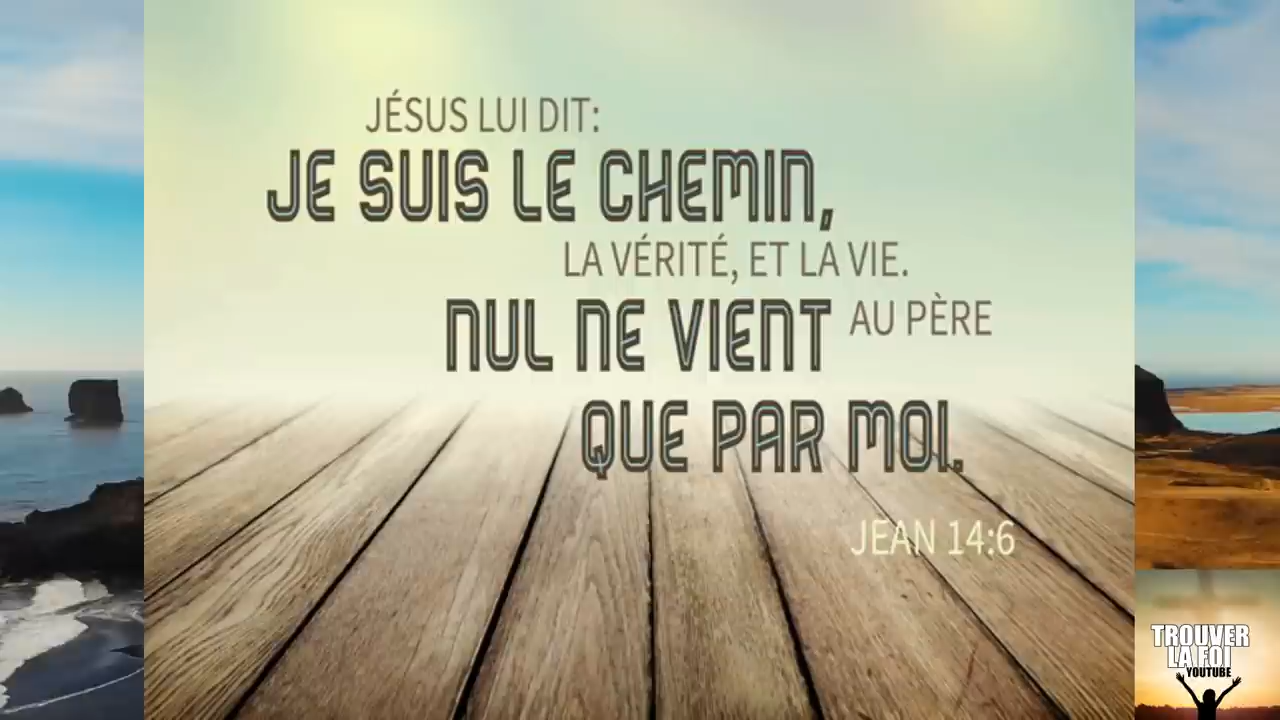 JÉSUS LUI DIT:
JE SUIS LE CHEMIN,
LA VÉRITÉ, ET LA VIE.
NUL NE VIENT AU PÈRE
QUE PAR MOI.
JEAN 14:6
TROUVER
LA FOI
YOUTUBE